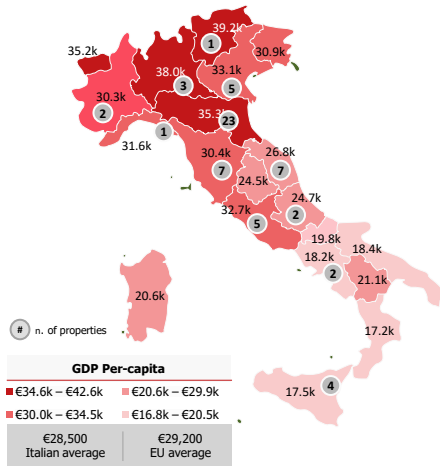 39.2k
1
35.2k
30.9k
33.1k
38.0k
3
5
30.3k
2
35.3k
23
1
31.6k
30.4k
7
26.8k
7
24.5k
24.7k
2
32.7k
5
19.8k
18.4k
18.2k
2
21.1k
20.6k
17.2k
# n. of properties
17.5k
4
GDP Per-capita
€34.6k – €42.6k €20.6k – €29.9k
€30.0k – €34.5k €16.8k – €20.5k
€28,500 €29,200
Italian average EU average